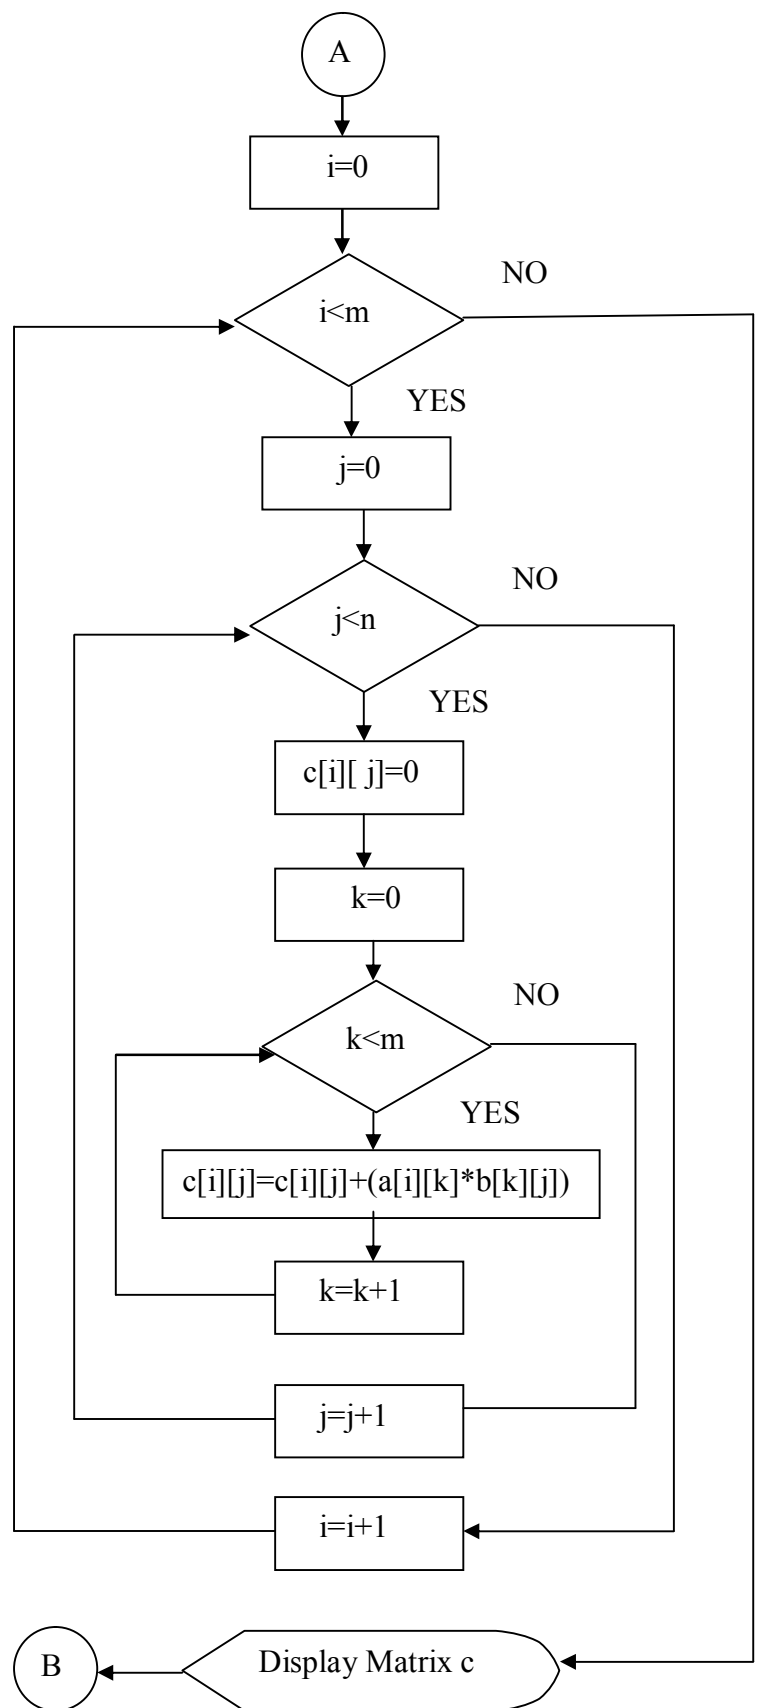 A
i=0
i<m
NO
YES
j=0
j<n
NO
YES
c[i][ j]=0
k=0
k<m
NO
YES
c[i][j]=c[i][j]+(a[i][k]*b[k][j])
k=k+1
j=j+1
i=i+1
B
Display Matrix c